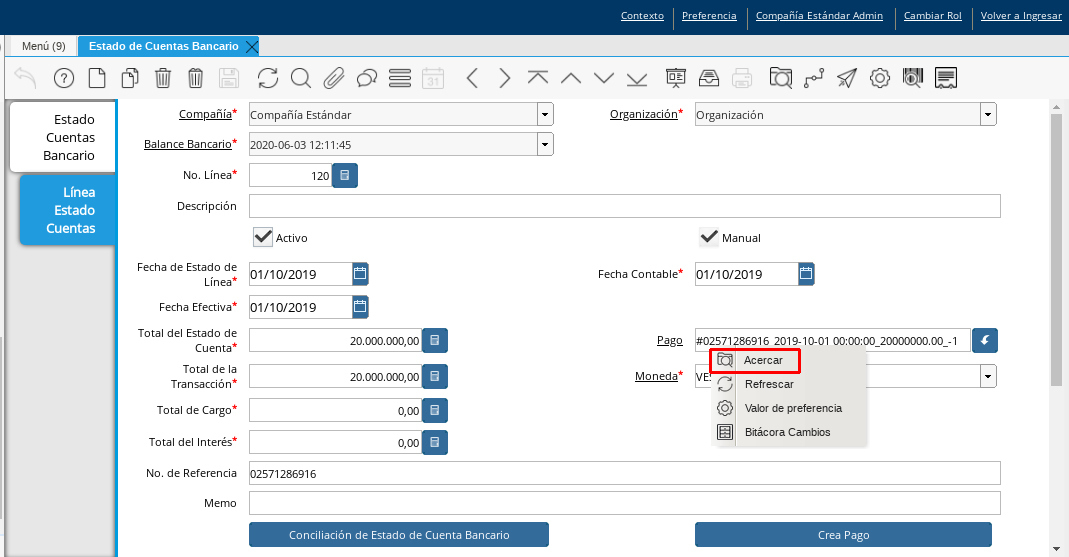 Contexto Preferencia Compañía Estándar Admin Cambiar Rol Volver a Ingresar
Menú (9) Estado de Cuentas Bancario
31
Estado
Cuentas
Bancario
Línea
Estado
Cuentas
Compañía* Compañía Estándar Organización* Organización
Balance Bancario* 2020-06-03 12:11:45
No. Línea* 120
Descripción
Activo Manual
Fecha de Estado de
Línea* 01/10/2019 Fecha Contable* 01/10/2019
Fecha Efectiva* 01/10/2019
Total del Estado de
Cuenta* 20.000.000,00 Pago #02571286916_2019-10-01 00:00:00_20000000.00_-1
Total de la
Transacción* 20.000.000,00 Moneda* VES
Acercar
Refrescar
Valor de preferencia
Bitácora Cambios
Total de Cargo* 0,00
Total del Interés* 0,00
No. de Referencia 02571286916
Memo
Conciliación de Estado de Cuenta Bancario Crea Pago